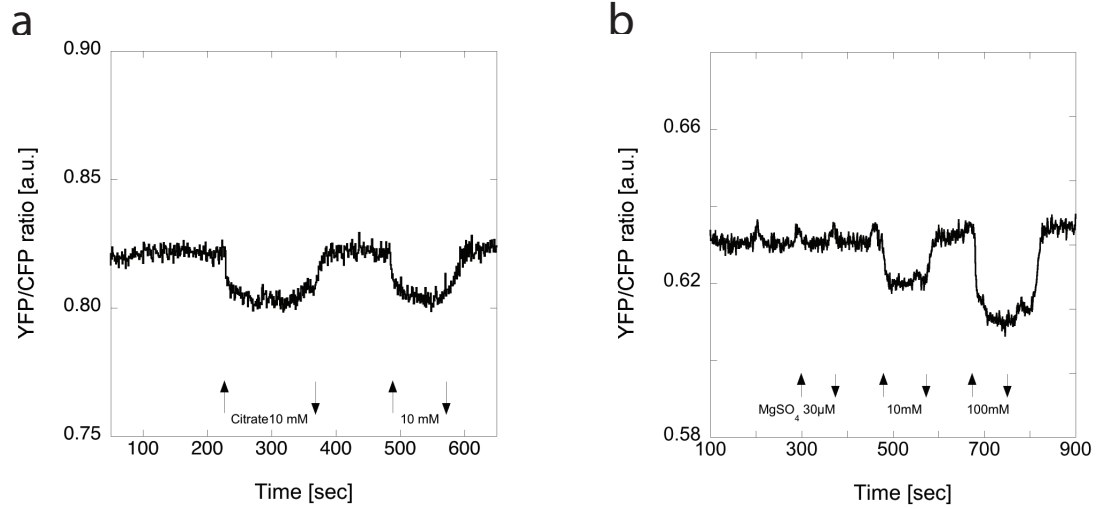 a
0.90
0.85
0.80
0.75
YFP/CFP ratio [a.u.]
Citrate10 mM
10 mM
100 200 300 400 500 600
Time [sec]
b
0.66
0.62
0.58
YFP/CFP ratio [a.u.]
MgSO4 30μM
10mM
100mM
100 300 500 700 900
Time [sec]